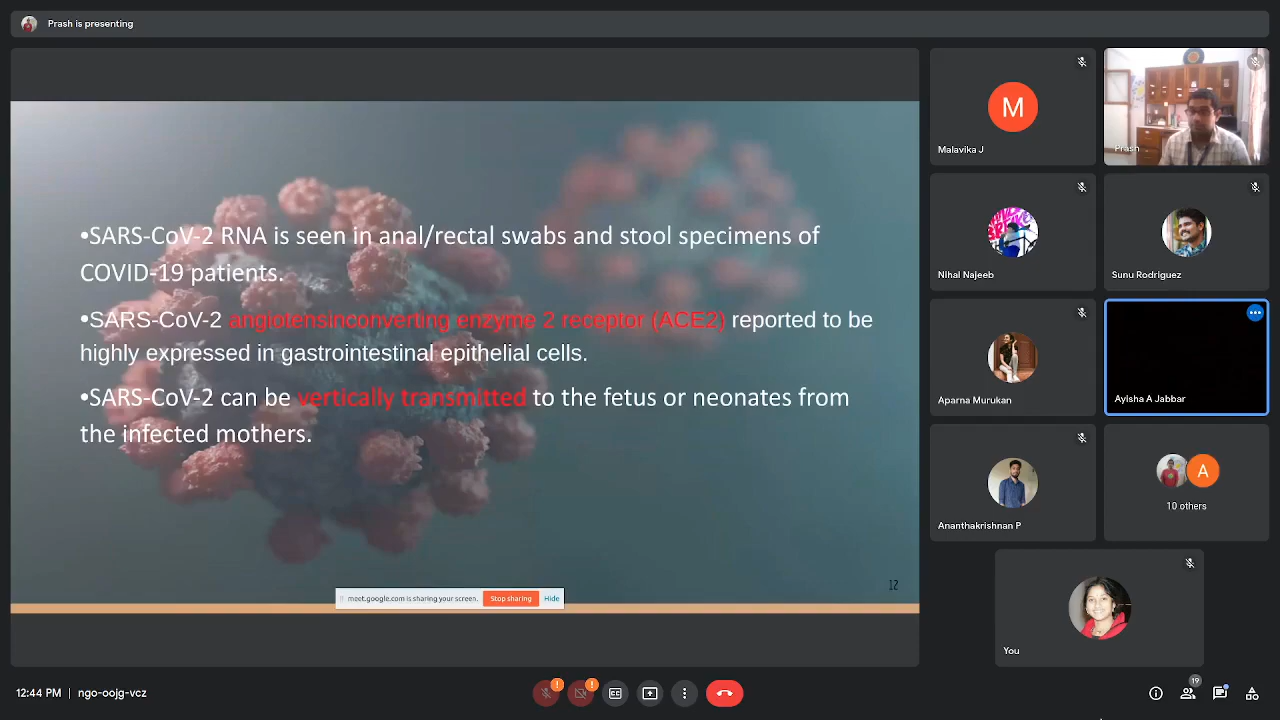 Prash is presenting
•SARS-CoV-2 RNA is seen in anal/rectal swabs and stool specimens of
COVID-19 patients.
•SARS-CoV-2 angiotensinconverting enzyme 2 receptor (ACE2) reported to be
highly expressed in gastrointestinal epithelial cells.
•SARS-CoV-2 can be vertically transmitted to the fetus or neonates from
the infected mothers.
12
meet.google.com is sharing your screen. Stop sharing Hide
M
Malavika J
Prash
Nihal Najeeb
Sunu Rodriguez
Aparna Murukan
Ayisha A Jabbar
Ananthakrishnan P
A
10 others
You
12:44 PM | ngo-oojg-vcz
19